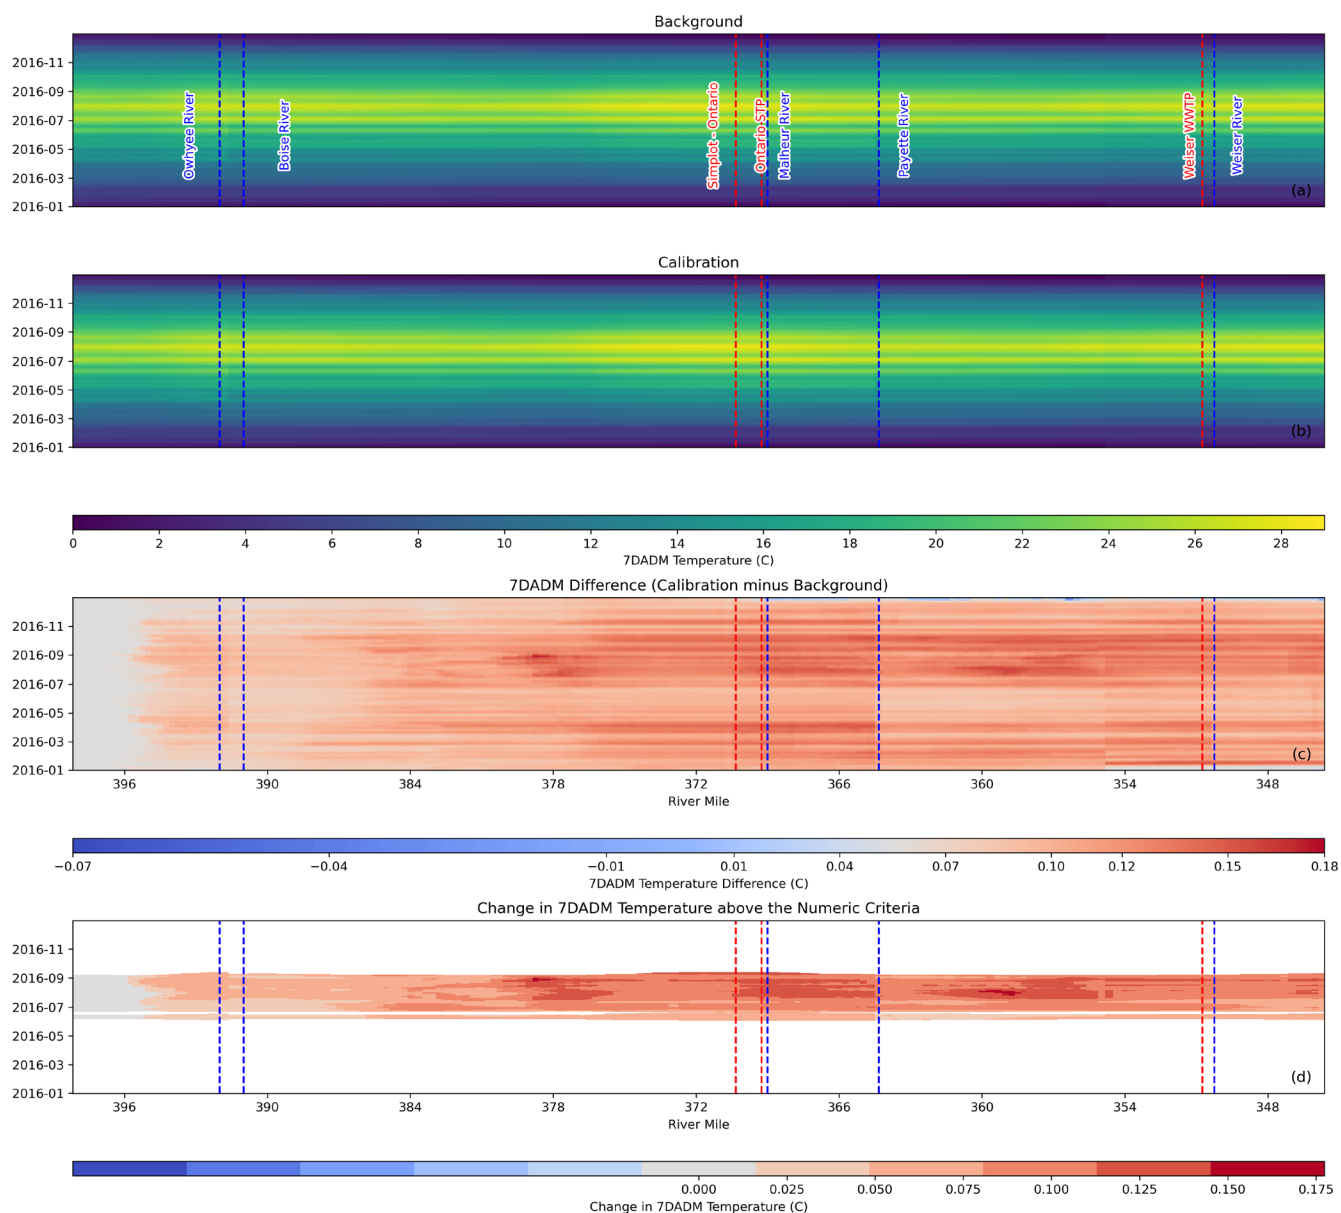 Background
2016-11
2016-09
2016-07
2016-05
2016-03
2016-01
Owhyee River
Boise River
Simplot - Ontario
Ontario STP
Malheur River
Payette River
Weiser WWTP
Weiser River
(a)
Calibration
2016-11
2016-09
2016-07
2016-05
2016-03
2016-01
(b)
0 2 4 6 8 10 12 14 16 18 20 22 24 26 28
7DADM Temperature (C)
7DADM Difference (Calibration minus Background)
2016-11
2016-09
2016-07
2016-05
2016-03
2016-01
(c)
396 390 384 378 372 366 360 354 348
River Mile
−0.07 −0.04 −0.01 0.01 0.04 0.07 0.10 0.12 0.15 0.18
7DADM Temperature Difference (C)
Change in 7DADM Temperature above the Numeric Criteria
2016-11
2016-09
2016-07
2016-05
2016-03
2016-01
(d)
396 390 384 378 372 366 360 354 348
River Mile
0.000 0.025 0.050 0.075 0.100 0.125 0.150 0.175
Change in 7DADM Temperature (C)